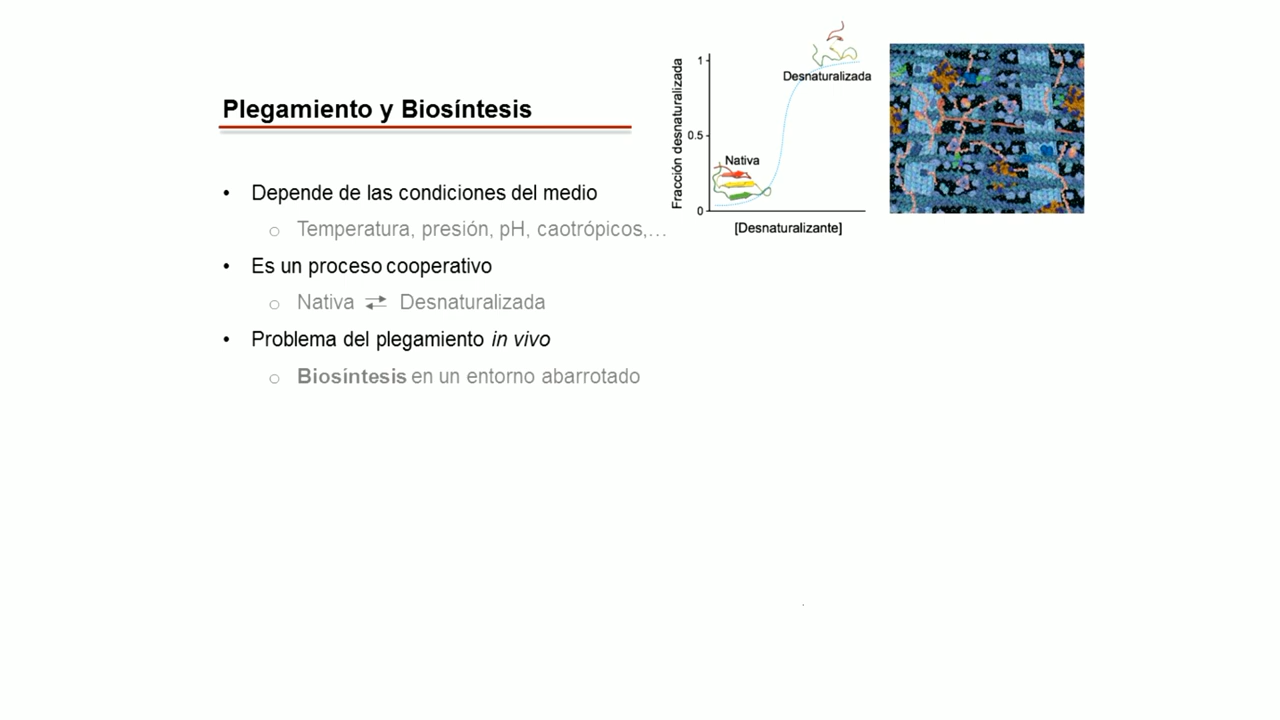 Plegamiento y Biosíntesis
• Depende de las condiciones del medio
○ Temperatura, presión, pH, caotrópicos,...
• Es un proceso cooperativo
○ Nativa ⇄ Desnaturalizada
• Problema del plegamiento in vivo
○ Biosíntesis en un entorno abarrotado
Fracción desnaturalizada
1
0.5
0
Desnaturalizada
Nativa
[Desnaturalizante]